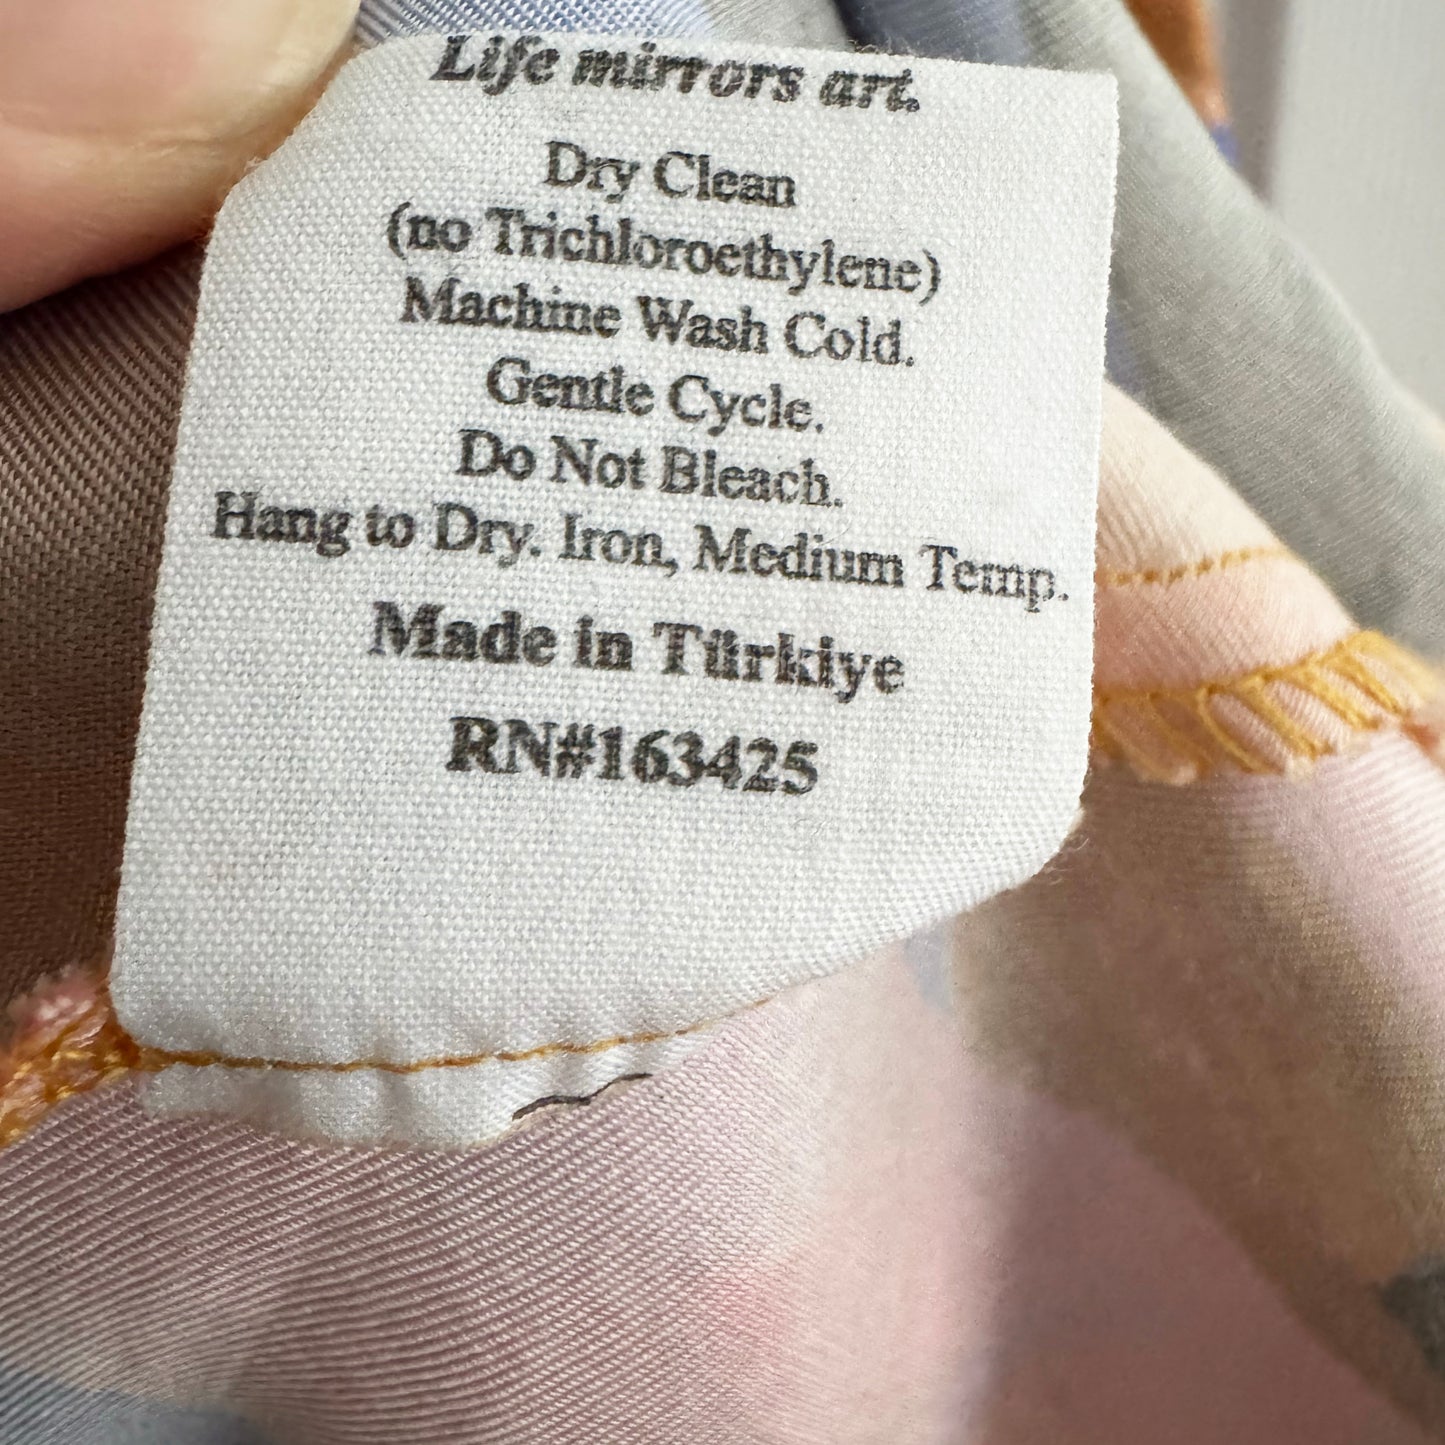 Life mirrors art.
Dry Clean
(no Trichloroethylene)
Machine Wash Cold.
Gentle Cycle.
Do Not Bleach.
Hang to Dry. Iron, Medium Temp.
Made in Türkiye
RN#163425